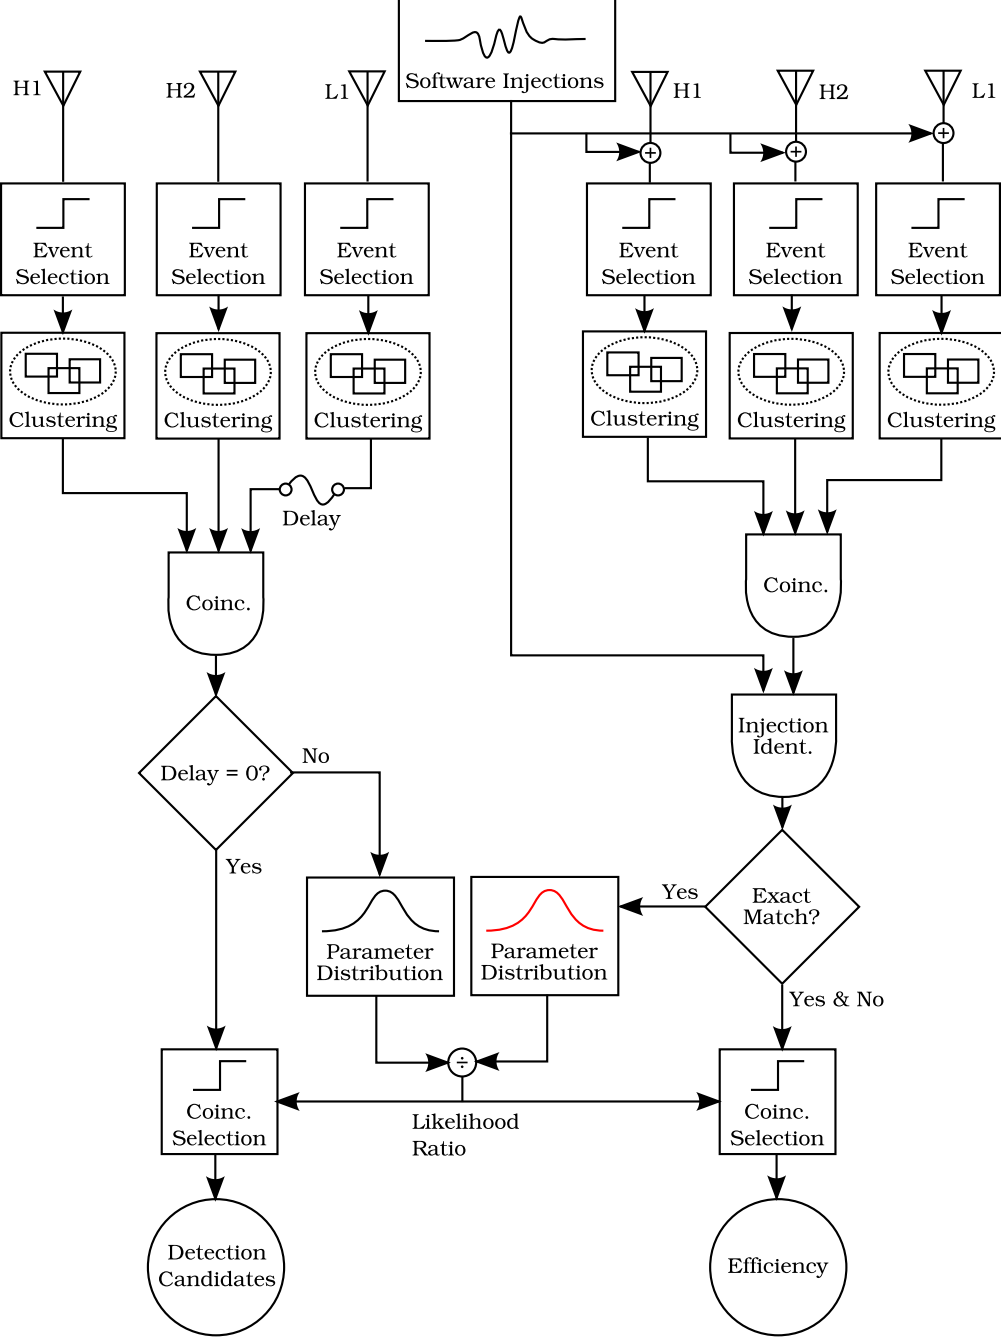 Software Injections
H1
H2
L1
H1
H2
L1
+
+
+
Event
Selection
Event
Selection
Event
Selection
Event
Selection
Event
Selection
Event
Selection
Clustering
Clustering
Clustering
Clustering
Clustering
Clustering
Delay
Coinc.
Coinc.
Injection
Ident.
Delay = 0?
No
Yes
Exact
Match?
Yes
Yes & No
Parameter
Distribution
Parameter
Distribution
÷
Likelihood
Ratio
Coinc.
Selection
Coinc.
Selection
Detection
Candidates
Efficiency